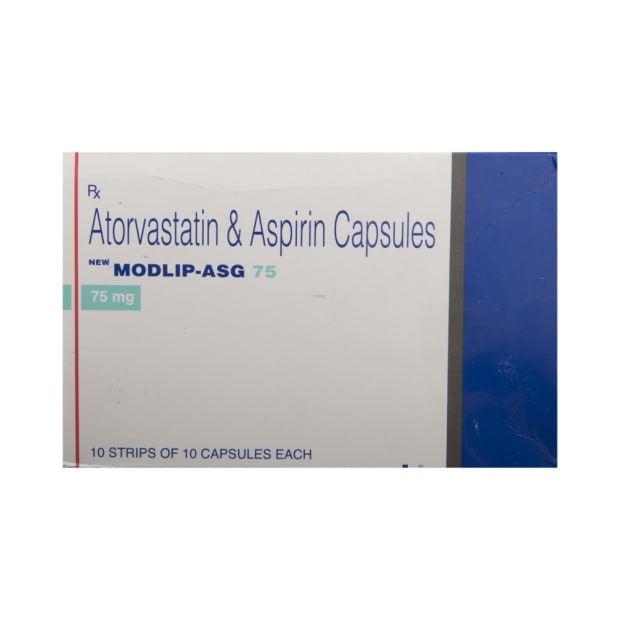 Rx
Atorvastatin & Aspirin Capsules
NEW MODLIP-ASG 75
75 mg
10 STRIPS OF 10 CAPSULES EACH